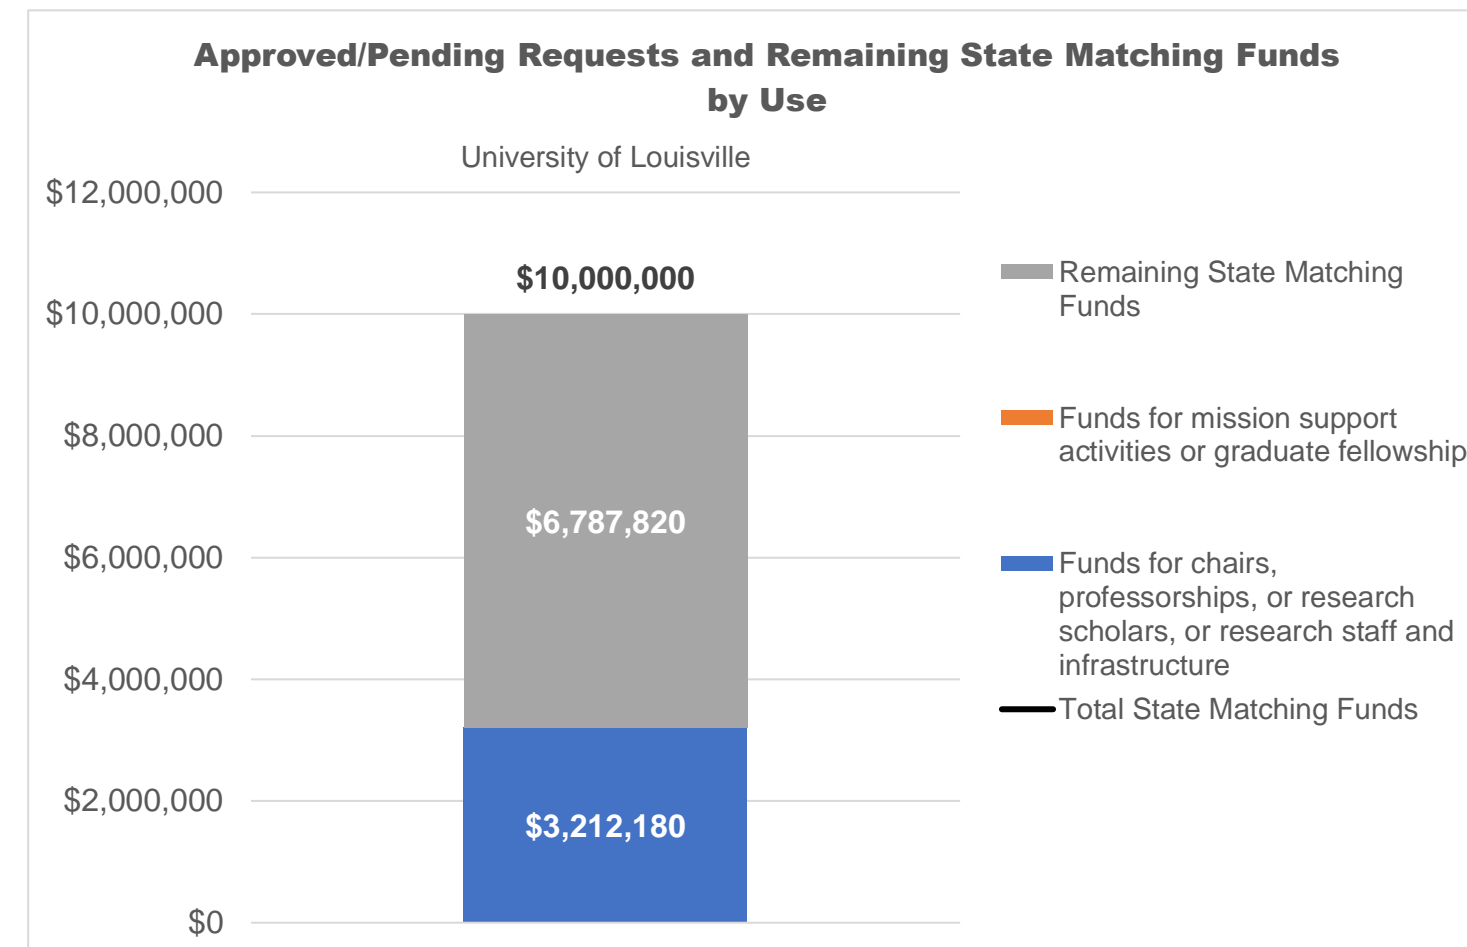 Approved/Pending Requests and Remaining State Matching Funds
by Use
University of Louisville
$12,000,000
$10,000,000
$10,000,000
$8,000,000
$6,787,820
$6,000,000
$4,000,000
$2,000,000
$3,212,180
$0
Remaining State Matching
Funds
Funds for mission support
activities or graduate fellowship
Funds for chairs,
professorships, or research
scholars, or research staff and
infrastructure
Total State Matching Funds